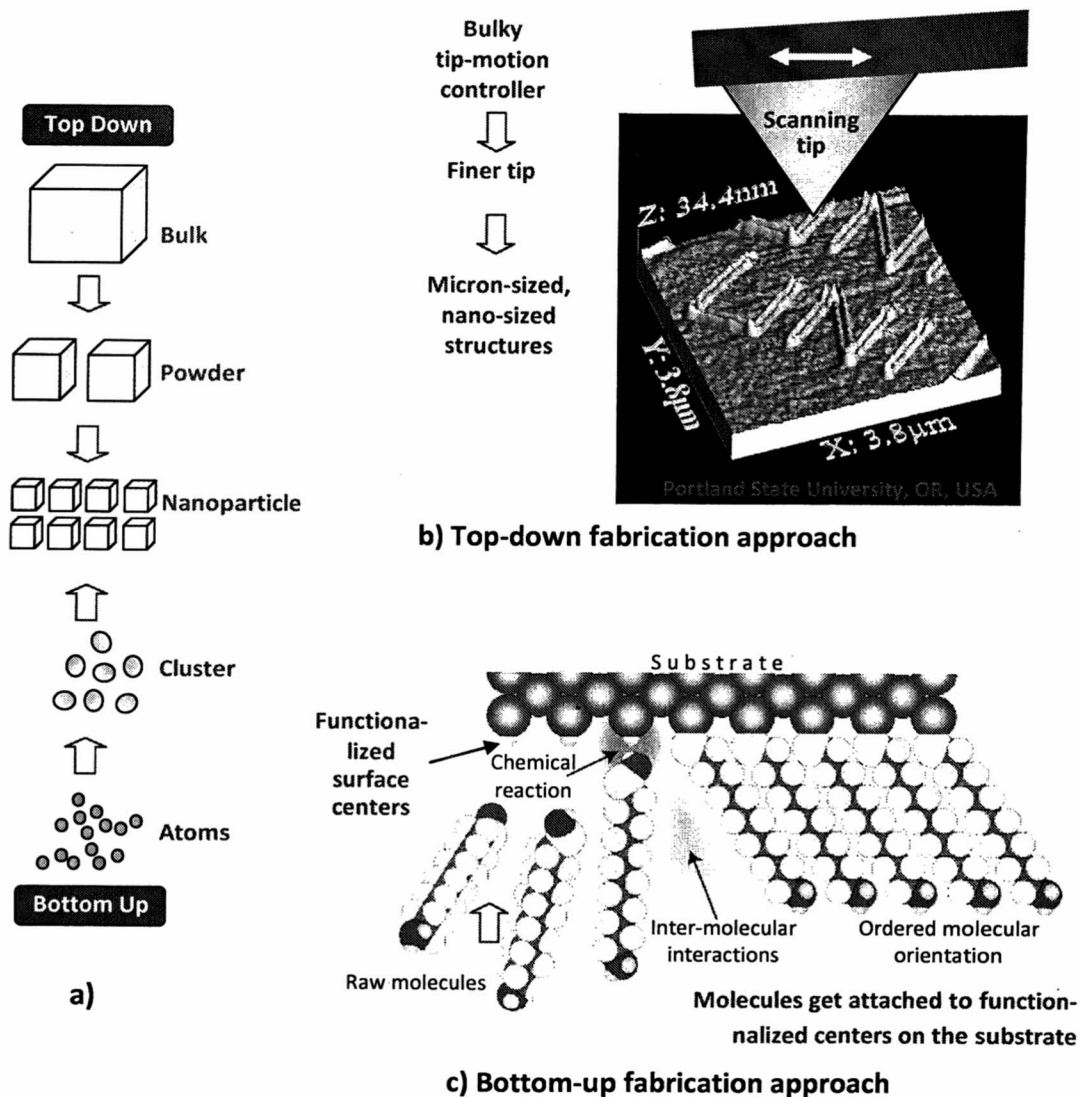 Top Down
Bulk
Powder
Nanoparticle
Cluster
Atoms
Bottom Up
a)
Bulky
tip-motion
controller
Finer tip
Micron-sized,
nano-sized
structures
Scanning
tip
Z: 34.4nm
Y: 3.8µm
X: 3.8µm
Portland State University, OR, USA
b) Top-down fabrication approach
Substrate
Functiona-
lized
surface
centers
Chemical
reaction
Raw molecules
Inter-molecular
interactions
Ordered molecular
orientation
Molecules get attached to function-
nalized centers on the substrate
c) Bottom-up fabrication approach